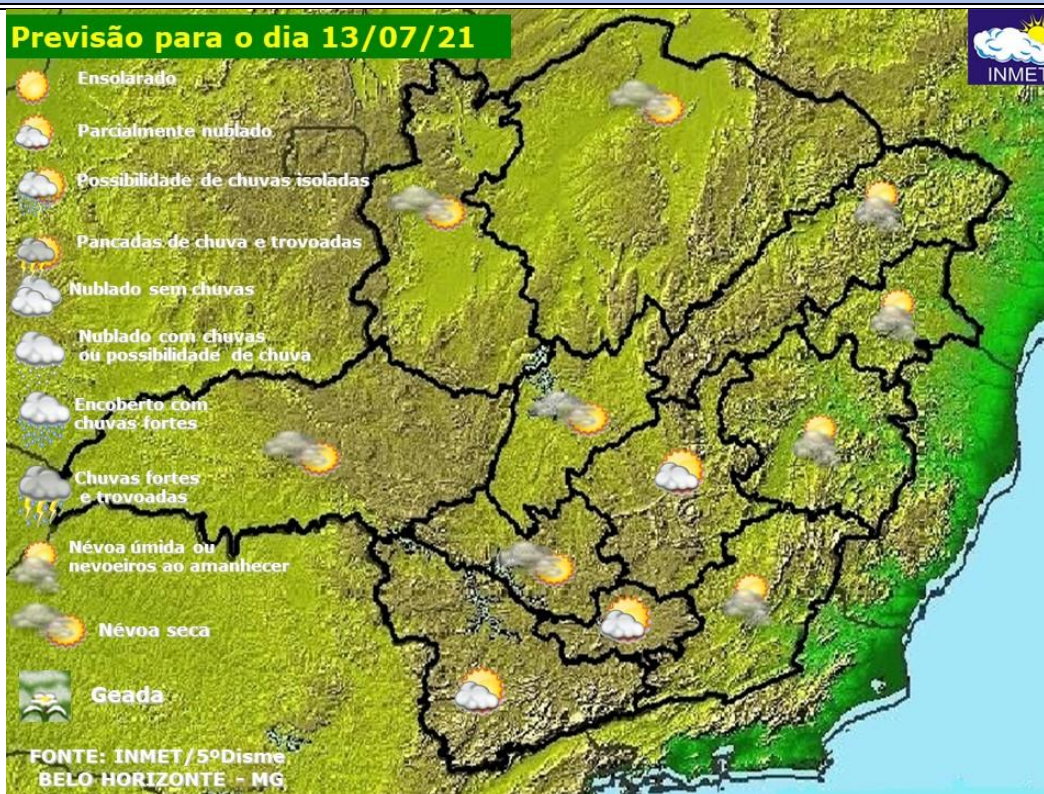 Previsão para o dia 13/07/21
INMET
Ensolarado
Parcialmente nublado
Possibilidade de chuvas isoladas
Pancadas de chuva e trovoadas
Nublado sem chuvas
Nublado com chuvas
ou possibilidade de chuva
Encoberto com
chuvas fortes
Chuvas fortes
e trovoadas
Névoa úmida ou
nevoeiros ao amanhecer
Névoa seca
Geada
FONTE: INMET/5ºDisme
BELO HORIZONTE - MG